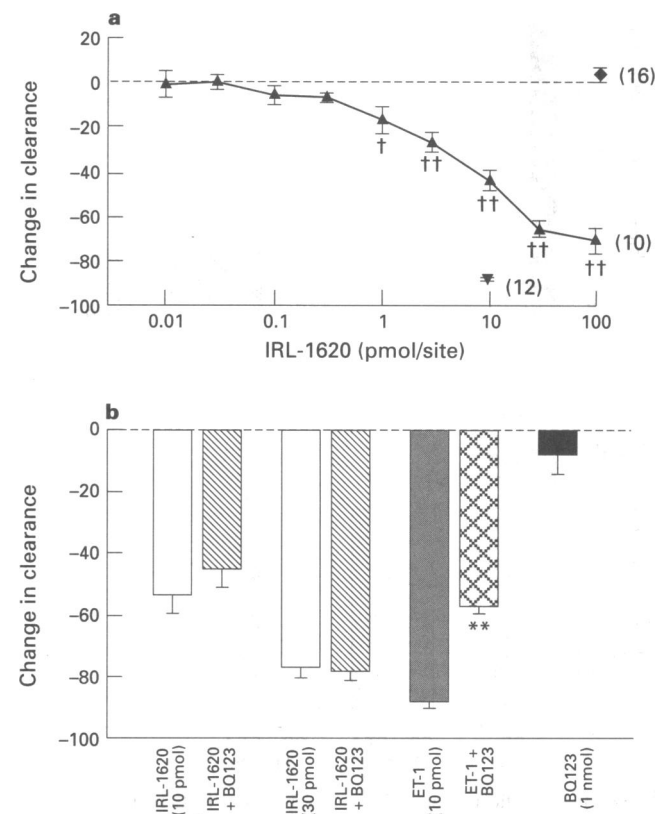 a
20
0
−20
−40
−60
−80
−100
Change in clearance
(16)
†
††
††
††
††
(10)
(12)
0.01 0.1 1 10 100
IRL-1620 (pmol/site)
b
0
−20
−40
−60
−80
−100
Change in clearance
**
IRL-1620
(10 pmol)
IRL-1620
+ BQ123
IRL-1620
(30 pmol)
IRL-1620
+ BQ123
ET-1
(10 pmol)
ET-1 +
BQ123
BQ123
(1 nmol)